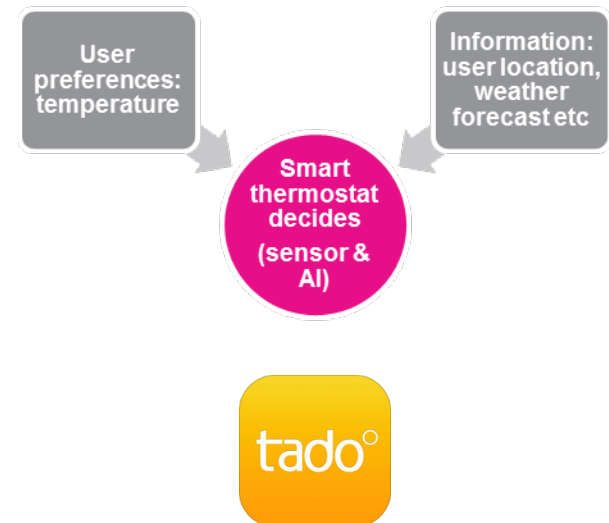 User
preferences:
temperature
Information:
user location,
weather
forecast etc
Smart
thermostat
decides
(sensor &
AI)
tado°